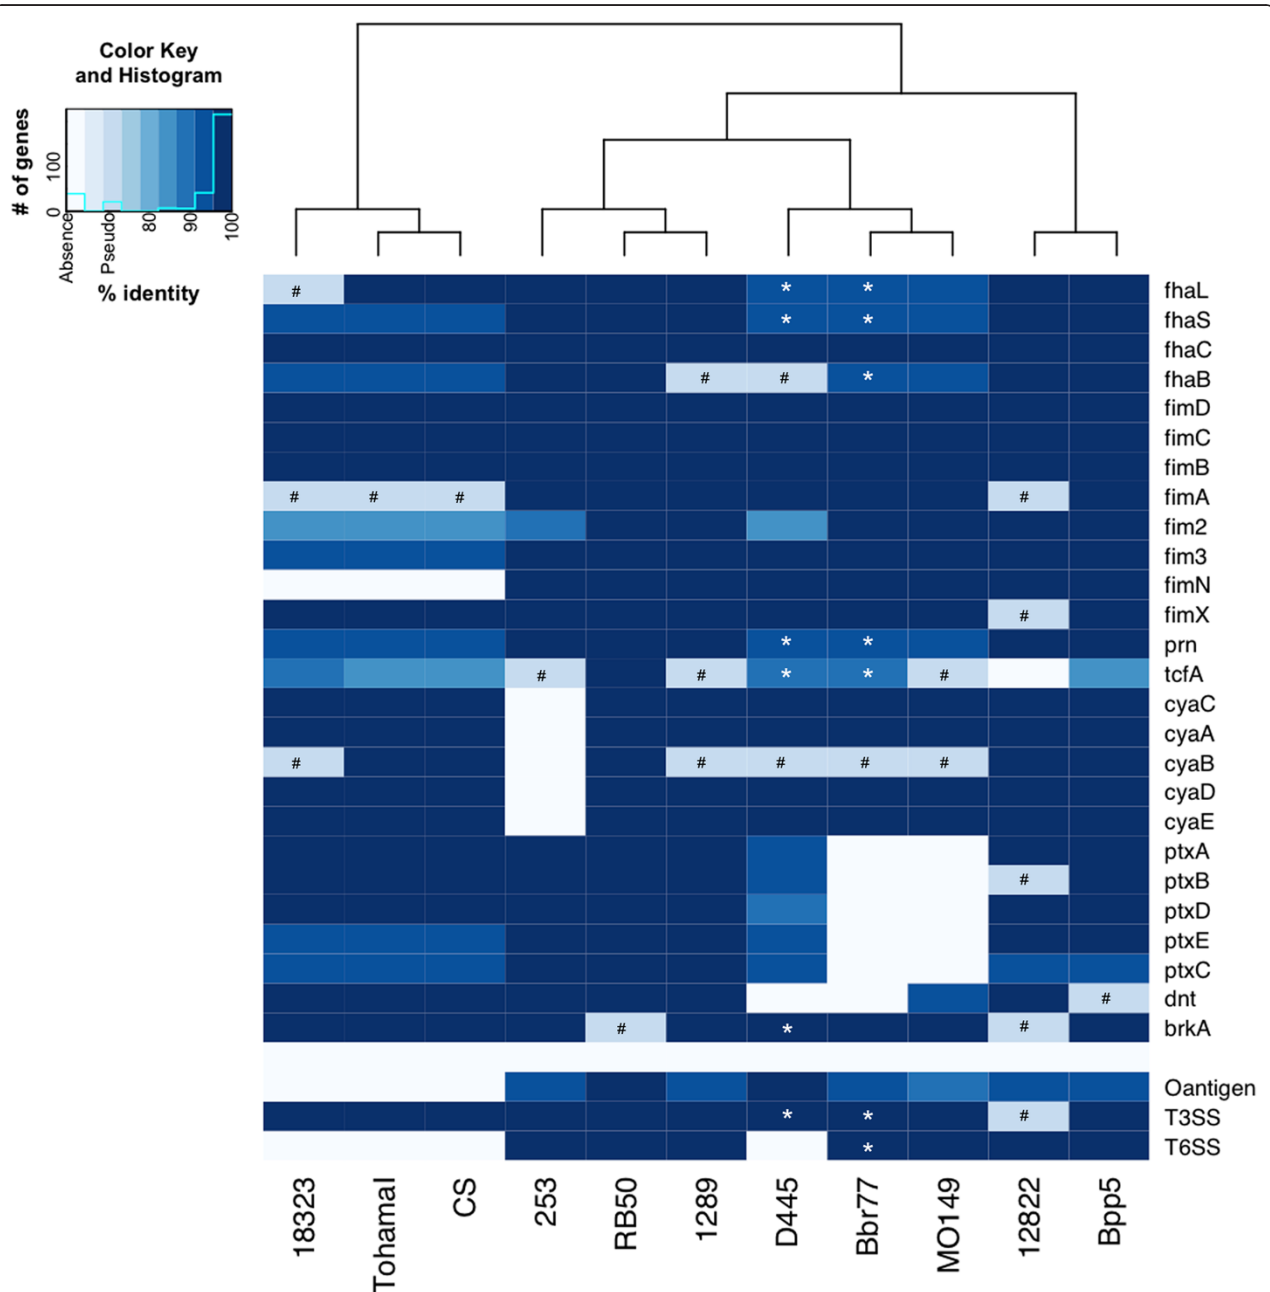 Color Key
and Histogram
# of genes
0 100
Absence Pseudo 80 90 100
% identity
# * * fhaL
* * fhaS
fhaC
# # * fhaB
fimD
fimC
fimB
# # # # fimA
fim2
fim3
fimN
# fimX
* * prn
# # * * # tcfA
cyaC
cyaA
# # # # # cyaB
cyaD
cyaE
ptxA
# ptxB
ptxD
ptxE
ptxC
# dnt
# * # brkA
Oantigen
* * # T3SS
* T6SS
18323 TohamaI CS 253 RB50 1289 D445 Bbr77 MO149 12822 Bpp5